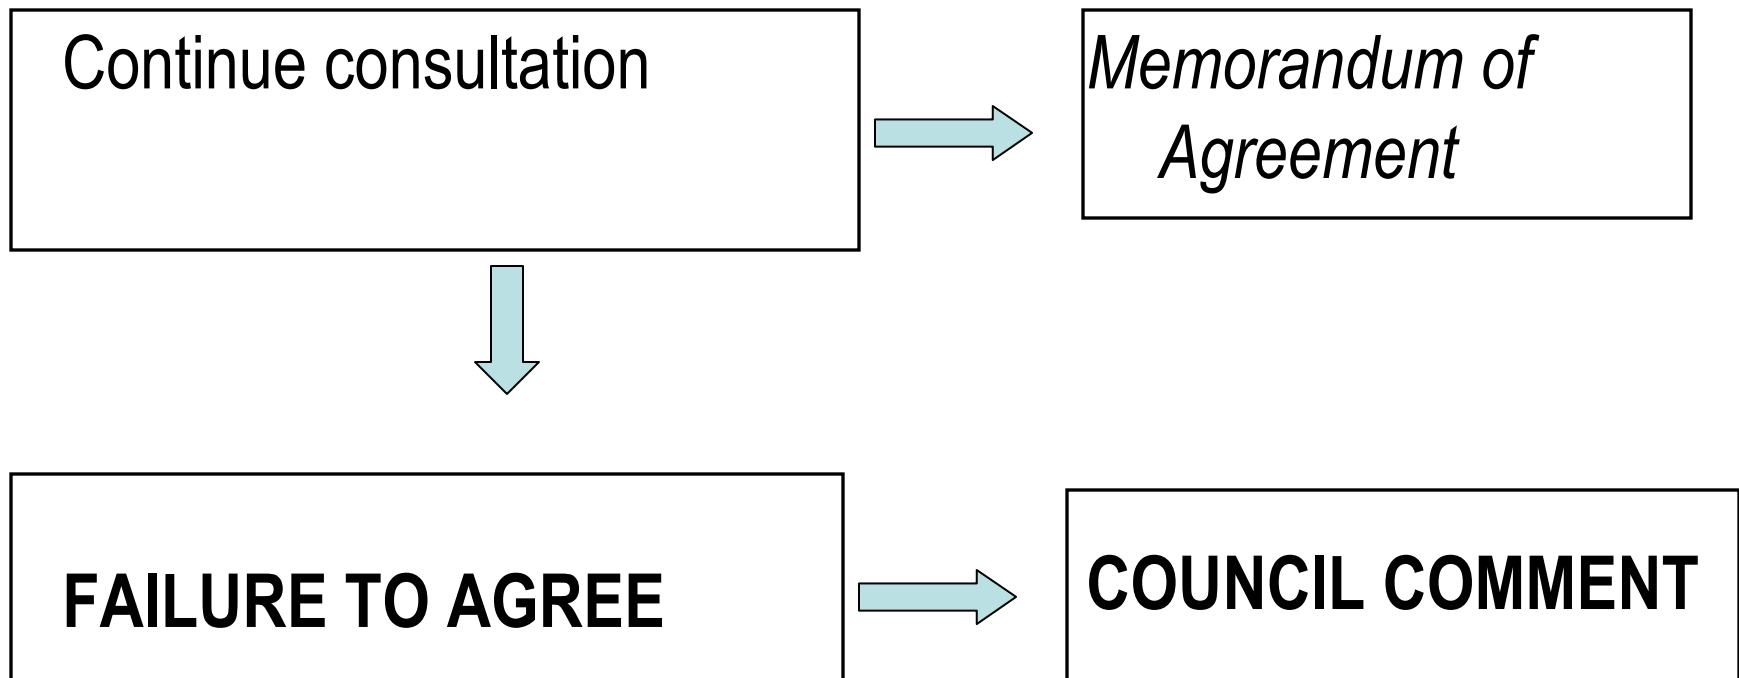 Continue consultation
Memorandum of
Agreement
FAILURE TO AGREE
COUNCIL COMMENT